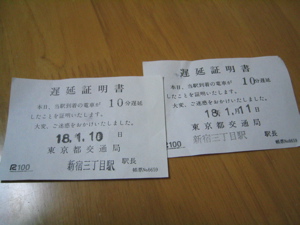 遅延証明書
本日、当駅到着の電車が 10分遅延
したことを証明いたします。
大変、ご迷惑をおかけいたしました。
18.1.10 日
東京都交通局
新宿三丁目駅 駅長
R100
遅延証明書
本日、当駅到着の電車が 10分遅延
したことを証明いたします。
大変、ご迷惑をおかけいたしました。
18.1.11 日
東京都交通局
新宿三丁目駅 駅長
R100